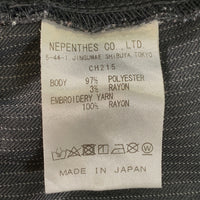 NEPENTHES CO., LTD
5-44-1, JINGUMAE SHIBUYA, TOKYO
CH215
BODY 97% POLYESTER
3% RAYON
EMBROIDERY YARN
100% RAYON
MADE IN JAPAN